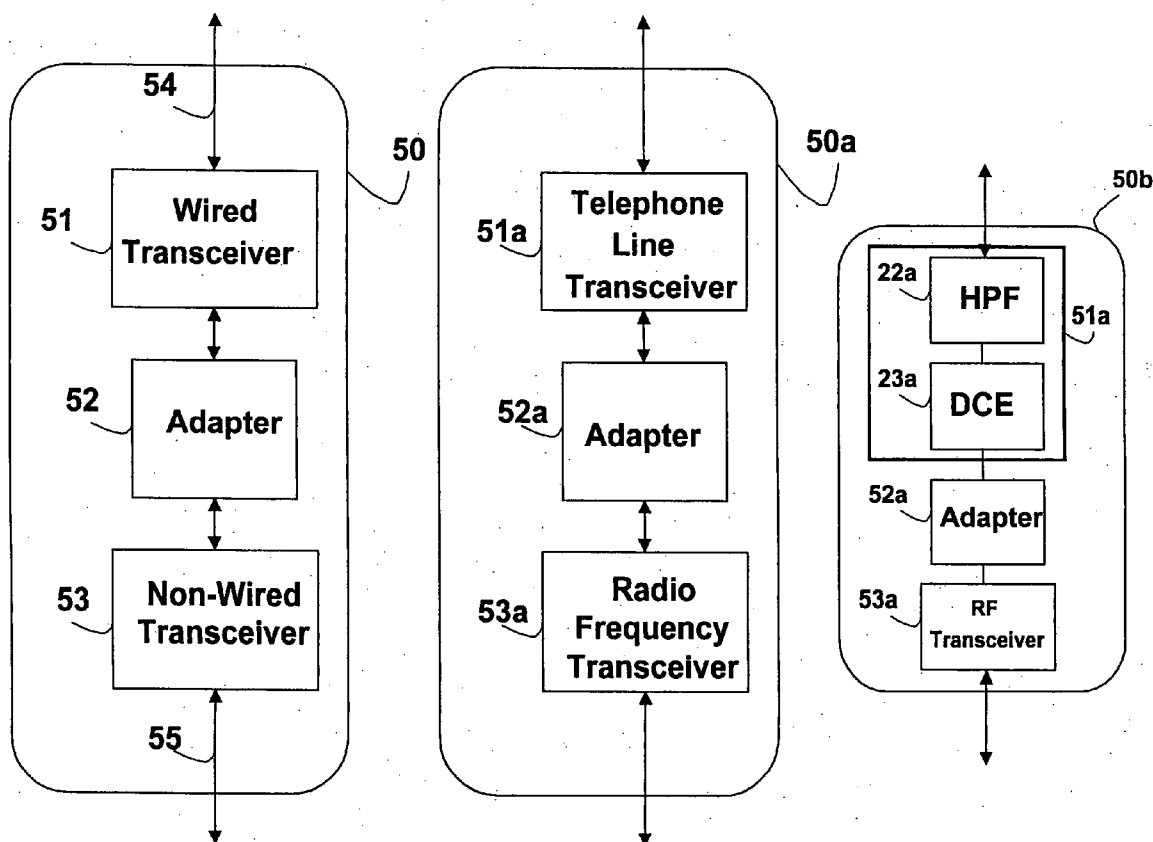 54
50
51
Wired
Transceiver
52
Adapter
53
Non-Wired
Transceiver
55
50a
51a
Telephone
Line
Transceiver
52a
Adapter
53a
Radio
Frequency
Transceiver
50b
22a
HPF
51a
23a
DCE
52a
Adapter
53a
RF
Transceiver